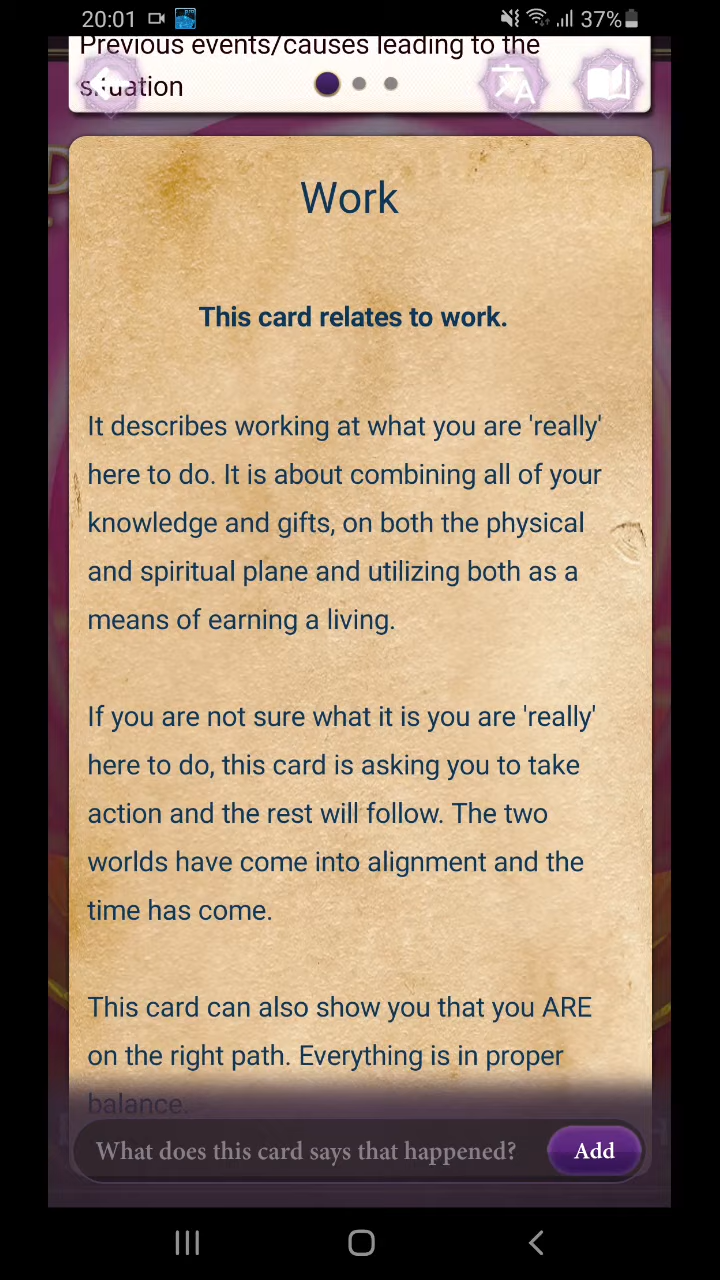 20:01
37%
Previous events/causes leading to the
situation
Work
This card relates to work.
It describes working at what you are 'really'
here to do. It is about combining all of your
knowledge and gifts, on both the physical
and spiritual plane and utilizing both as a
means of earning a living.
If you are not sure what it is you are 'really'
here to do, this card is asking you to take
action and the rest will follow. The two
worlds have come into alignment and the
time has come.
This card can also show you that you ARE
on the right path. Everything is in proper
balance.
What does this card says that happened?
Add